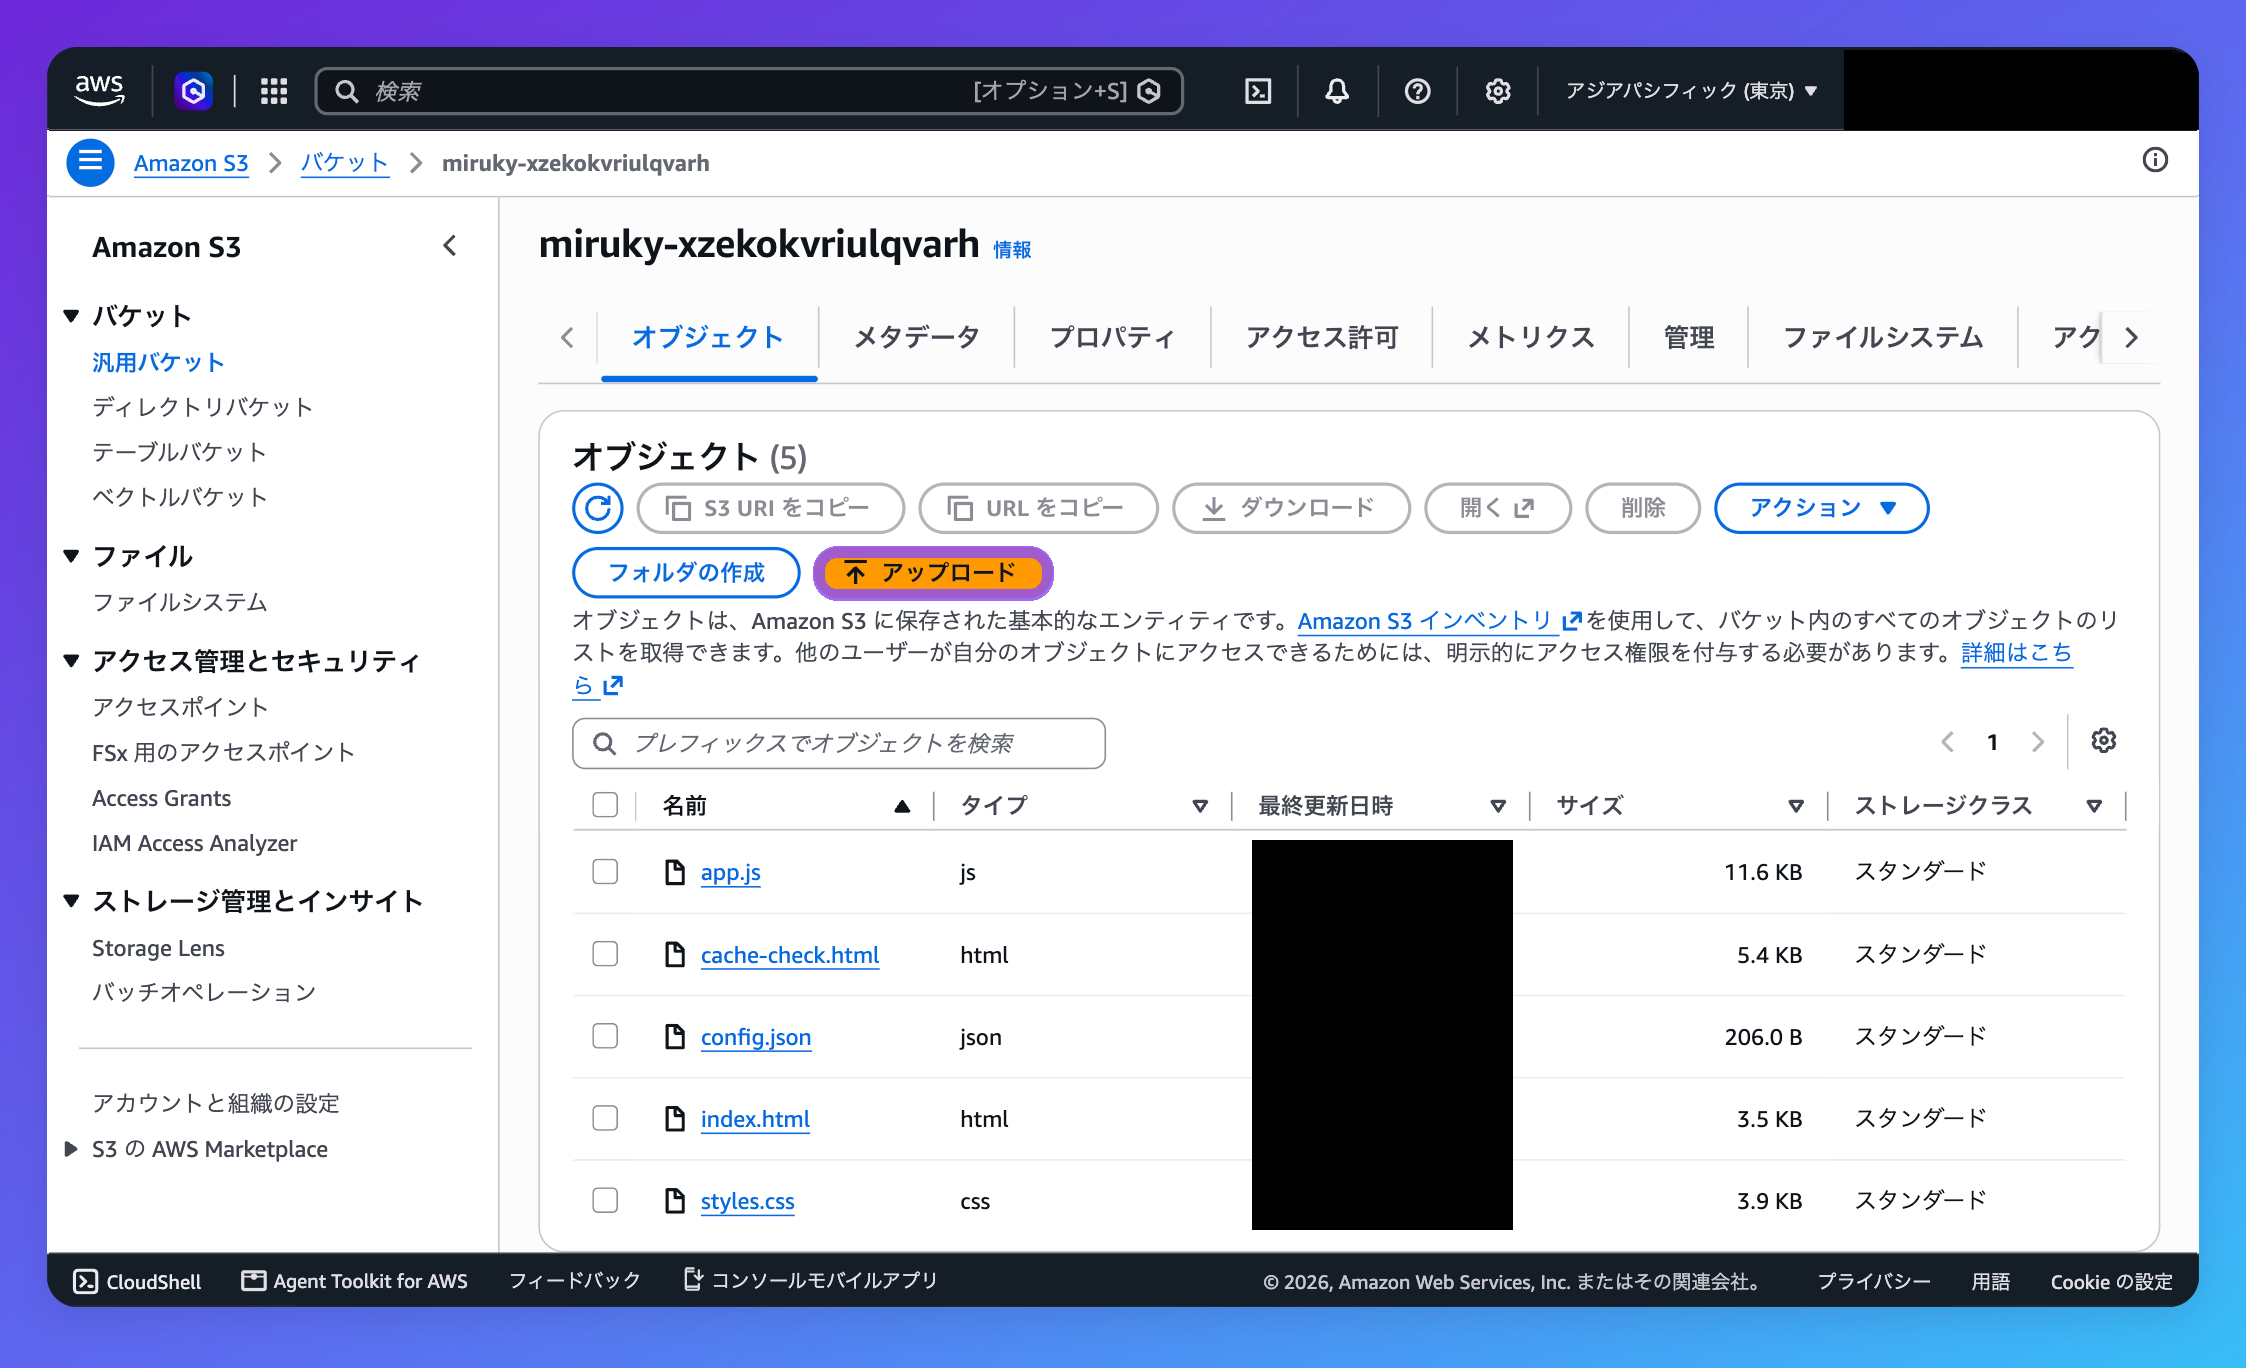 aws
検索
[オプション+S]
アジアパシフィック (東京)
Amazon S3
バケット
miruky-xzekokvriulqvarh
Amazon S3
バケット
汎用バケット
ディレクトリバケット
テーブルバケット
ベクトルバケット
ファイル
ファイルシステム
アクセス管理とセキュリティ
アクセスポイント
FSx 用のアクセスポイント
Access Grants
IAM Access Analyzer
ストレージ管理とインサイト
Storage Lens
バッチオペレーション
アカウントと組織の設定
S3 の AWS Marketplace
miruky-xzekokvriulqvarh 情報
オブジェクト
メタデータ
プロパティ
アクセス許可
メトリクス
管理
ファイルシステム
アク
オブジェクト (5)
S3 URI をコピー
URL をコピー
ダウンロード
開く
削除
アクション
フォルダの作成
アップロード
オブジェクトは、Amazon S3 に保存された基本的なエンティティです。Amazon S3 インベントリ を使用して、バケット内のすべてのオブジェクトのリ
ストを取得できます。他のユーザーが自分のオブジェクトにアクセスできるためには、明示的にアクセス権限を付与する必要があります。詳細はこち
ら
プレフィックスでオブジェクトを検索
1
名前 タイプ 最終更新日時 サイズ ストレージクラス
app.js js 11.6 KB スタンダード
cache-check.html html 5.4 KB スタンダード
config.json json 206.0 B スタンダード
index.html html 3.5 KB スタンダード
styles.css css 3.9 KB スタンダード
CloudShell
Agent Toolkit for AWS
フィードバック
コンソールモバイルアプリ
© 2026, Amazon Web Services, Inc. またはその関連会社。
プライバシー
用語
Cookie の設定